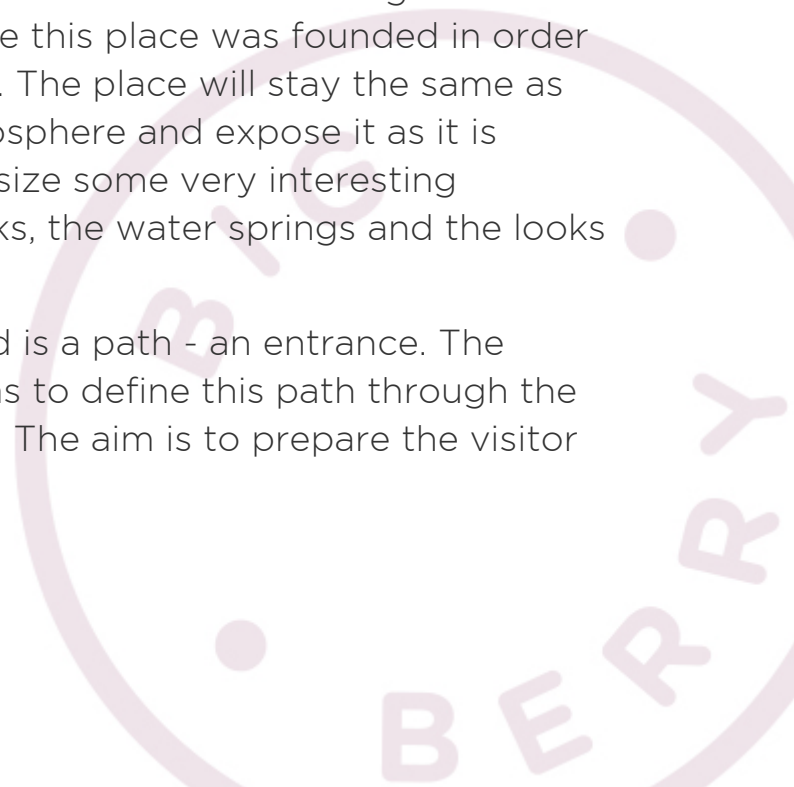 e this place was founded in order
. The place will stay the same as
osphere and expose it as it is
size some very interesting
ks, the water springs and the looks
d is a path - an entrance. The
as to define this path through the
The aim is to prepare the visitor
BIG
BERRY